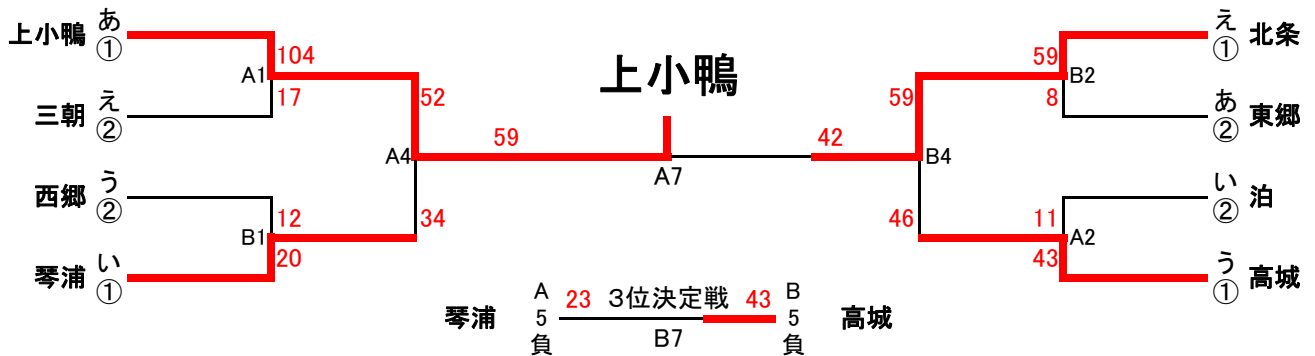 上小鴨 あ ①
三朝 え ②
西郷 う ②
琴浦 い ①
104
A1
17
12
B1
20
52
A4
34
上小鴨
59
A7
42
59
B4
46
59
B2
8
11
A2
43
え ① 北条
あ ② 東郷
い ② 泊
う ① 高城
琴浦 A5負 23 3位決定戦 43 B5負 高城
B7